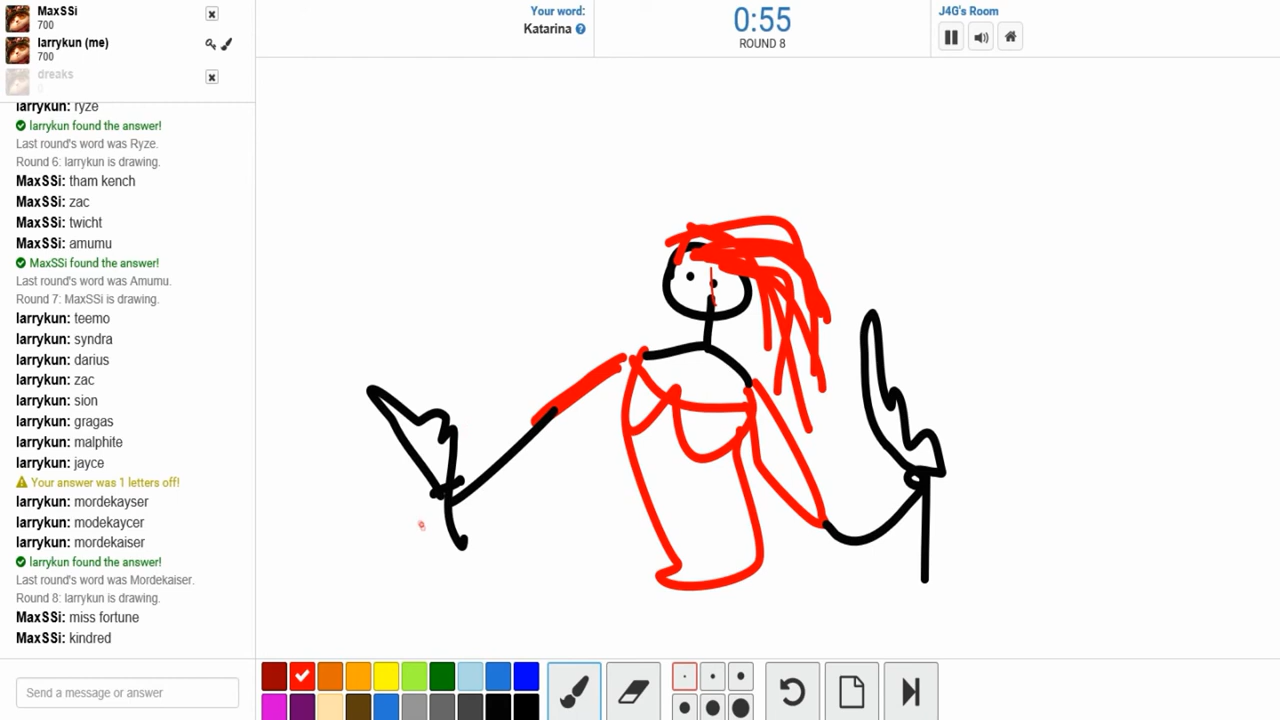 MaxSSi
700
larrykun (me)
700
dreaks
Your word:
Katarina
0:55
ROUND 8
J4G's Room
larrykun: ryze
larrykun found the answer!
Last round's word was Ryze.
Round 6: larrykun is drawing.
MaxSSi: tham kench
MaxSSi: zac
MaxSSi: twicht
MaxSSi: amumu
MaxSSi found the answer!
Last round's word was Amumu.
Round 7: MaxSSi is drawing.
larrykun: teemo
larrykun: syndra
larrykun: darius
larrykun: zac
larrykun: sion
larrykun: gragas
larrykun: malphite
larrykun: jayce
Your answer was 1 letters off!
larrykun: mordekayser
larrykun: modekaycer
larrykun: mordekaiser
larrykun found the answer!
Last round's word was Mordekaiser.
Round 8: larrykun is drawing.
MaxSSi: miss fortune
MaxSSi: kindred
Send a message or answer